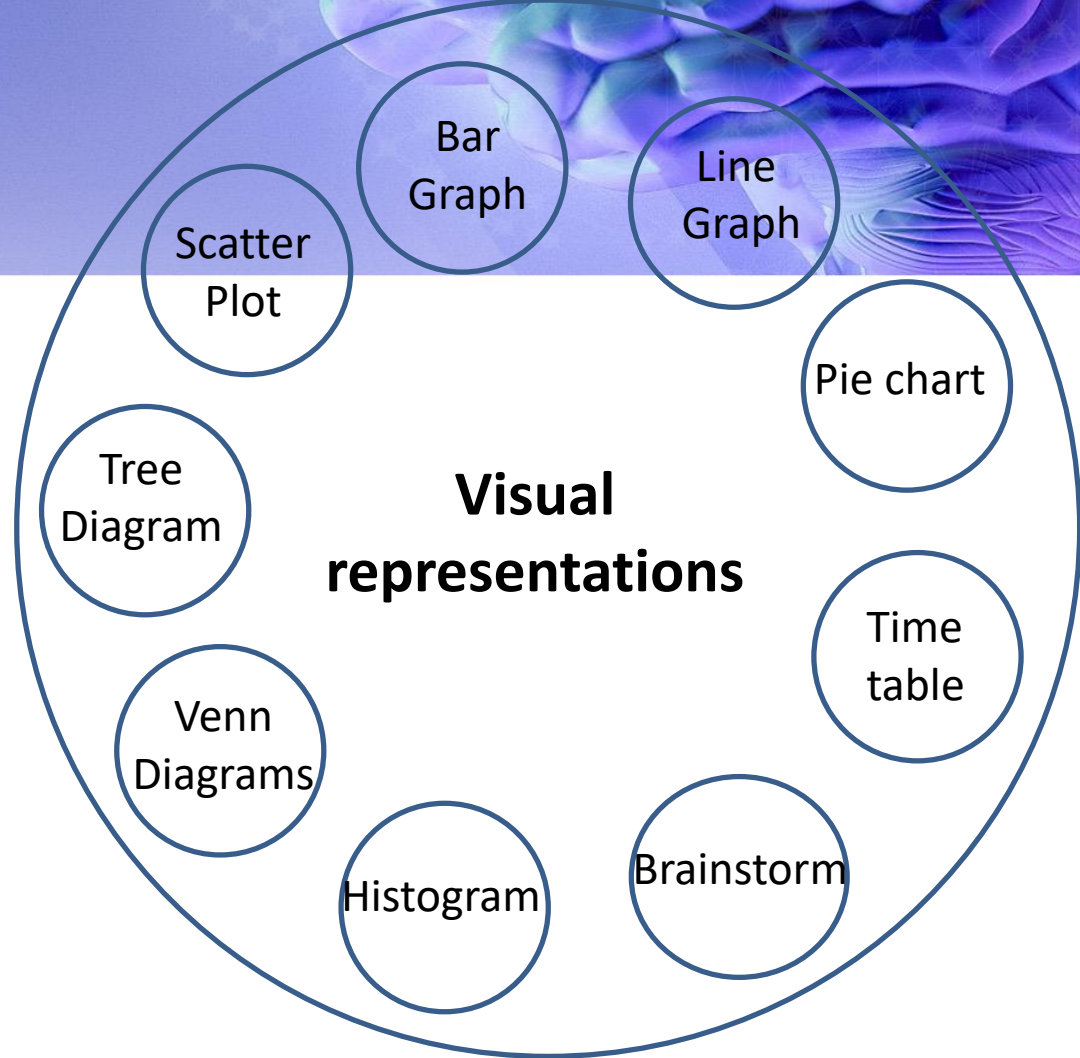 Bar
Graph
Line
Graph
Scatter
Plot
Pie chart
Tree
Diagram
Visual
representations
Time
table
Venn
Diagrams
Brainstorm
Histogram